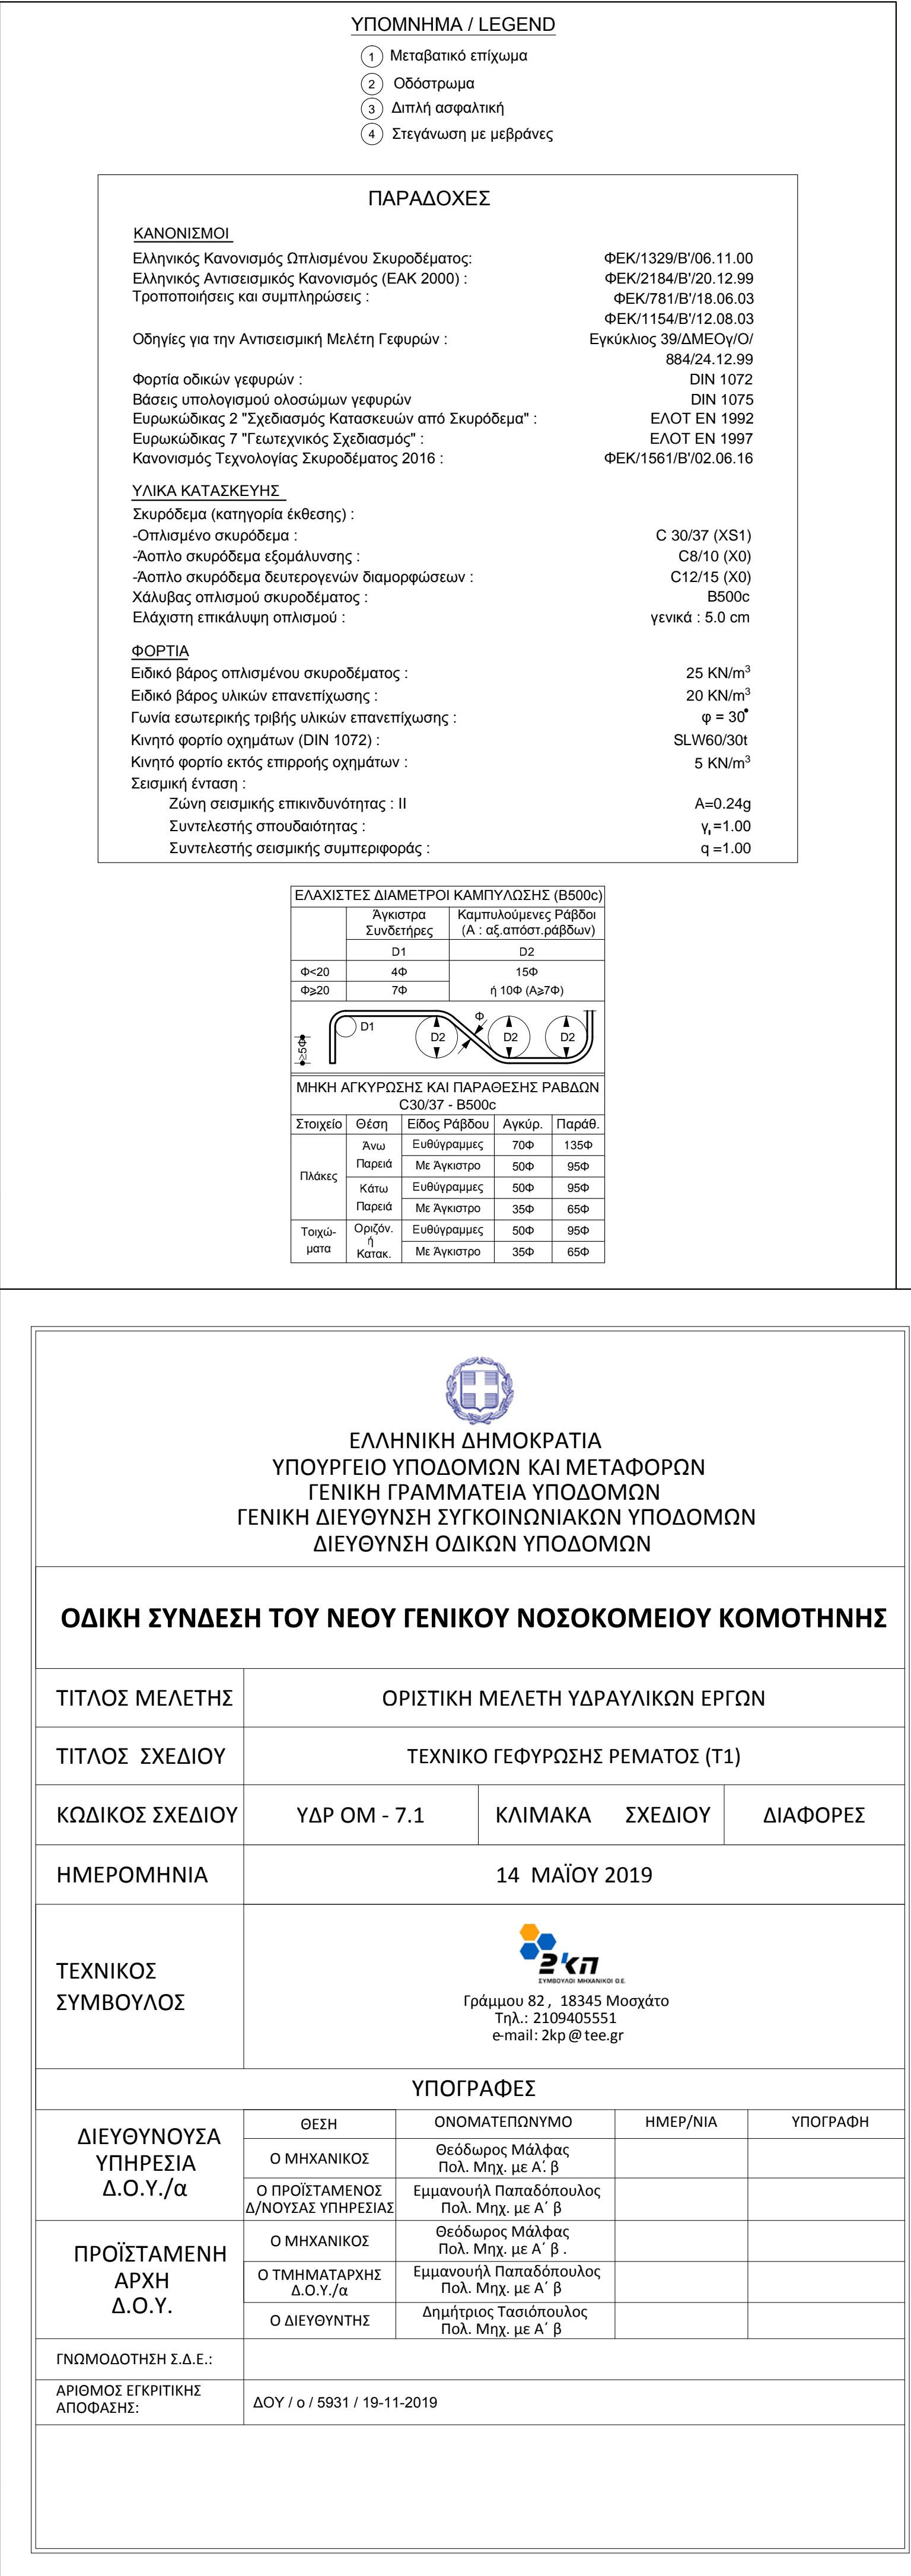 ΥΠΟΜΝΗΜΑ / LEGEND
1 Μεταβατικό επίχωμα
2 Οδόστρωμα
3 Διπλή ασφαλτική
4 Στεγάνωση με μεβράνες
ΠΑΡΑΔΟΧΕΣ
ΚΑΝΟΝΙΣΜΟΙ
Ελληνικός Κανονισμός Ωπλισμένου Σκυροδέματος: ΦΕΚ/1329/Β'/06.11.00
Ελληνικός Αντισεισμικός Κανονισμός (ΕΑΚ 2000) : ΦΕΚ/2184/Β'/20.12.99
Τροποποιήσεις και συμπληρώσεις : ΦΕΚ/781/Β'/18.06.03
ΦΕΚ/1154/Β'/12.08.03
Οδηγίες για την Αντισεισμική Μελέτη Γεφυρών : Εγκύκλιος 39/ΔΜΕΟγ/Ο/
884/24.12.99
Φορτία οδικών γεφυρών : DIN 1072
Βάσεις υπολογισμού ολοσώμων γεφυρών DIN 1075
Ευρωκώδικας 2 "Σχεδιασμός Κατασκευών από Σκυρόδεμα" : ΕΛΟΤ ΕΝ 1992
Ευρωκώδικας 7 "Γεωτεχνικός Σχεδιασμός" : ΕΛΟΤ ΕΝ 1997
Κανονισμός Τεχνολογίας Σκυροδέματος 2016 : ΦΕΚ/1561/Β'/02.06.16
ΥΛΙΚΑ ΚΑΤΑΣΚΕΥΗΣ
Σκυρόδεμα (κατηγορία έκθεσης) :
-Οπλισμένο σκυρόδεμα : C 30/37 (XS1)
-Άοπλο σκυρόδεμα εξομάλυνσης : C8/10 (X0)
-Άοπλο σκυρόδεμα δευτερογενών διαμορφώσεων : C12/15 (X0)
Χάλυβας οπλισμού σκυροδέματος : B500c
Ελάχιστη επικάλυψη οπλισμού : γενικά : 5.0 cm
ΦΟΡΤΙΑ
Ειδικό βάρος οπλισμένου σκυροδέματος : 25 KN/m³
Ειδικό βάρος υλικών επανεπίχωσης : 20 KN/m³
Γωνία εσωτερικής τριβής υλικών επανεπίχωσης : φ = 30°
Κινητό φορτίο οχημάτων (DIN 1072) : SLW60/30t
Κινητό φορτίο εκτός επιρροής οχημάτων : 5 KN/m³
Σεισμική ένταση :
Ζώνη σεισμικής επικινδυνότητας : ΙΙ Α=0.24g
Συντελεστής σπουδαιότητας : γI =1.00
Συντελεστής σεισμικής συμπεριφοράς : q =1.00
ΕΛΑΧΙΣΤΕΣ ΔΙΑΜΕΤΡΟΙ ΚΑΜΠΥΛΩΣΗΣ (B500c)
Άγκιστρα Καμπυλούμενες Ράβδοι
Συνδετήρες (Α : αξ.απόστ.ράβδων)
D1 D2
Φ<20 4Φ 15Φ
Φ⩾20 7Φ ή 10Φ (Α⩾7Φ)
≥5Φ D1 D2 Φ D2 D2
ΜΗΚΗ ΑΓΚΥΡΩΣΗΣ ΚΑΙ ΠΑΡΑΘΕΣΗΣ ΡΑΒΔΩΝ
C30/37 - B500c
Στοιχείο Θέση Είδος Ράβδου Αγκύρ. Παράθ.
Πλάκες Άνω Παρειά Ευθύγραμμες 70Φ 135Φ
Με Άγκιστρο 50Φ 95Φ
Κάτω Παρειά Ευθύγραμμες 50Φ 95Φ
Με Άγκιστρο 35Φ 65Φ
Τοιχώ-ματα Οριζόν. ή Κατακ. Ευθύγραμμες 50Φ 95Φ
Με Άγκιστρο 35Φ 65Φ
ΕΛΛΗΝΙΚΗ ΔΗΜΟΚΡΑΤΙΑ
ΥΠΟΥΡΓΕΙΟ ΥΠΟΔΟΜΩΝ ΚΑΙ ΜΕΤΑΦΟΡΩΝ
ΓΕΝΙΚΗ ΓΡΑΜΜΑΤΕΙΑ ΥΠΟΔΟΜΩΝ
ΓΕΝΙΚΗ ΔΙΕΥΘΥΝΣΗ ΣΥΓΚΟΙΝΩΝΙΑΚΩΝ ΥΠΟΔΟΜΩΝ
ΔΙΕΥΘΥΝΣΗ ΟΔΙΚΩΝ ΥΠΟΔΟΜΩΝ
ΟΔΙΚΗ ΣΥΝΔΕΣΗ ΤΟΥ ΝΕΟΥ ΓΕΝΙΚΟΥ ΝΟΣΟΚΟΜΕΙΟΥ ΚΟΜΟΤΗΝΗΣ
ΤΙΤΛΟΣ ΜΕΛΕΤΗΣ ΟΡΙΣΤΙΚΗ ΜΕΛΕΤΗ ΥΔΡΑΥΛΙΚΩΝ ΕΡΓΩΝ
ΤΙΤΛΟΣ ΣΧΕΔΙΟΥ ΤΕΧΝΙΚΟ ΓΕΦΥΡΩΣΗΣ ΡΕΜΑΤΟΣ (Τ1)
ΚΩΔΙΚΟΣ ΣΧΕΔΙΟΥ ΥΔΡ ΟΜ - 7.1 ΚΛΙΜΑΚΑ ΣΧΕΔΙΟΥ ΔΙΑΦΟΡΕΣ
ΗΜΕΡΟΜΗΝΙΑ 14 ΜΑΪΟΥ 2019
ΤΕΧΝΙΚΟΣ
ΣΥΜΒΟΥΛΟΣ
2κπ
ΣΥΜΒΟΥΛΟΙ ΜΗΧΑΝΙΚΟΙ Ο.Ε.
Γράμμου 82 , 18345 Μοσχάτο
Τηλ.: 2109405551
e-mail: 2kp @ tee.gr
ΥΠΟΓΡΑΦΕΣ
ΔΙΕΥΘΥΝΟΥΣΑ
ΥΠΗΡΕΣΙΑ
Δ.Ο.Υ./α
ΘΕΣΗ ΟΝΟΜΑΤΕΠΩΝΥΜΟ ΗΜΕΡ/ΝΙΑ ΥΠΟΓΡΑΦΗ
Ο ΜΗΧΑΝΙΚΟΣ Θεόδωρος Μάλφας
Πολ. Μηχ. με Α΄. β
Ο ΠΡΟΪΣΤΑΜΕΝΟΣ Εμμανουήλ Παπαδόπουλος
Δ/ΝΟΥΣΑΣ ΥΠΗΡΕΣΙΑΣ Πολ. Μηχ. με Α΄ β
ΠΡΟΪΣΤΑΜΕΝΗ
ΑΡΧΗ
Δ.Ο.Υ.
Ο ΜΗΧΑΝΙΚΟΣ Θεόδωρος Μάλφας
Πολ. Μηχ. με Α΄ β .
Ο ΤΜΗΜΑΤΑΡΧΗΣ Εμμανουήλ Παπαδόπουλος
Δ.Ο.Υ./α Πολ. Μηχ. με Α΄ β
Ο ΔΙΕΥΘΥΝΤΗΣ Δημήτριος Τασιόπουλος
Πολ. Μηχ. με Α΄ β
ΓΝΩΜΟΔΟΤΗΣΗ Σ.Δ.Ε.:
ΑΡΙΘΜΟΣ ΕΓΚΡΙΤΙΚΗΣ
ΑΠΟΦΑΣΗΣ: ΔΟΥ / ο / 5931 / 19-11-2019